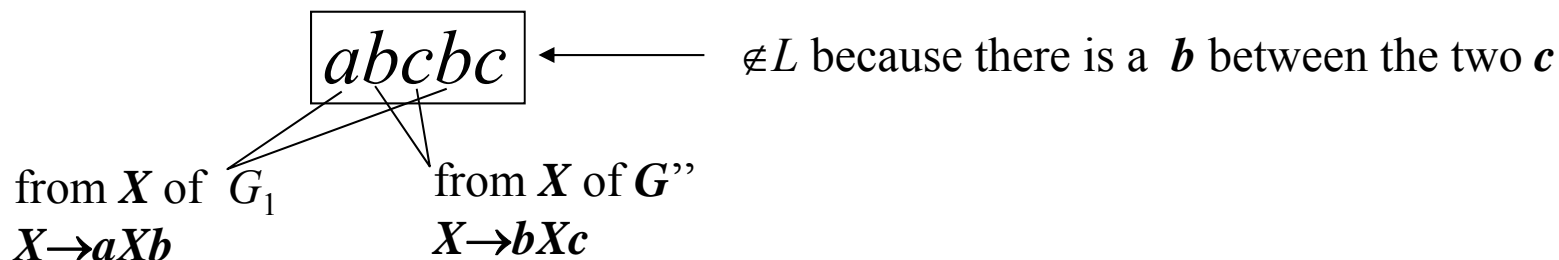 abcbc
∉L because there is a b between the two c
from X of G₁
X→aXb
from X of G’’
X→bXc